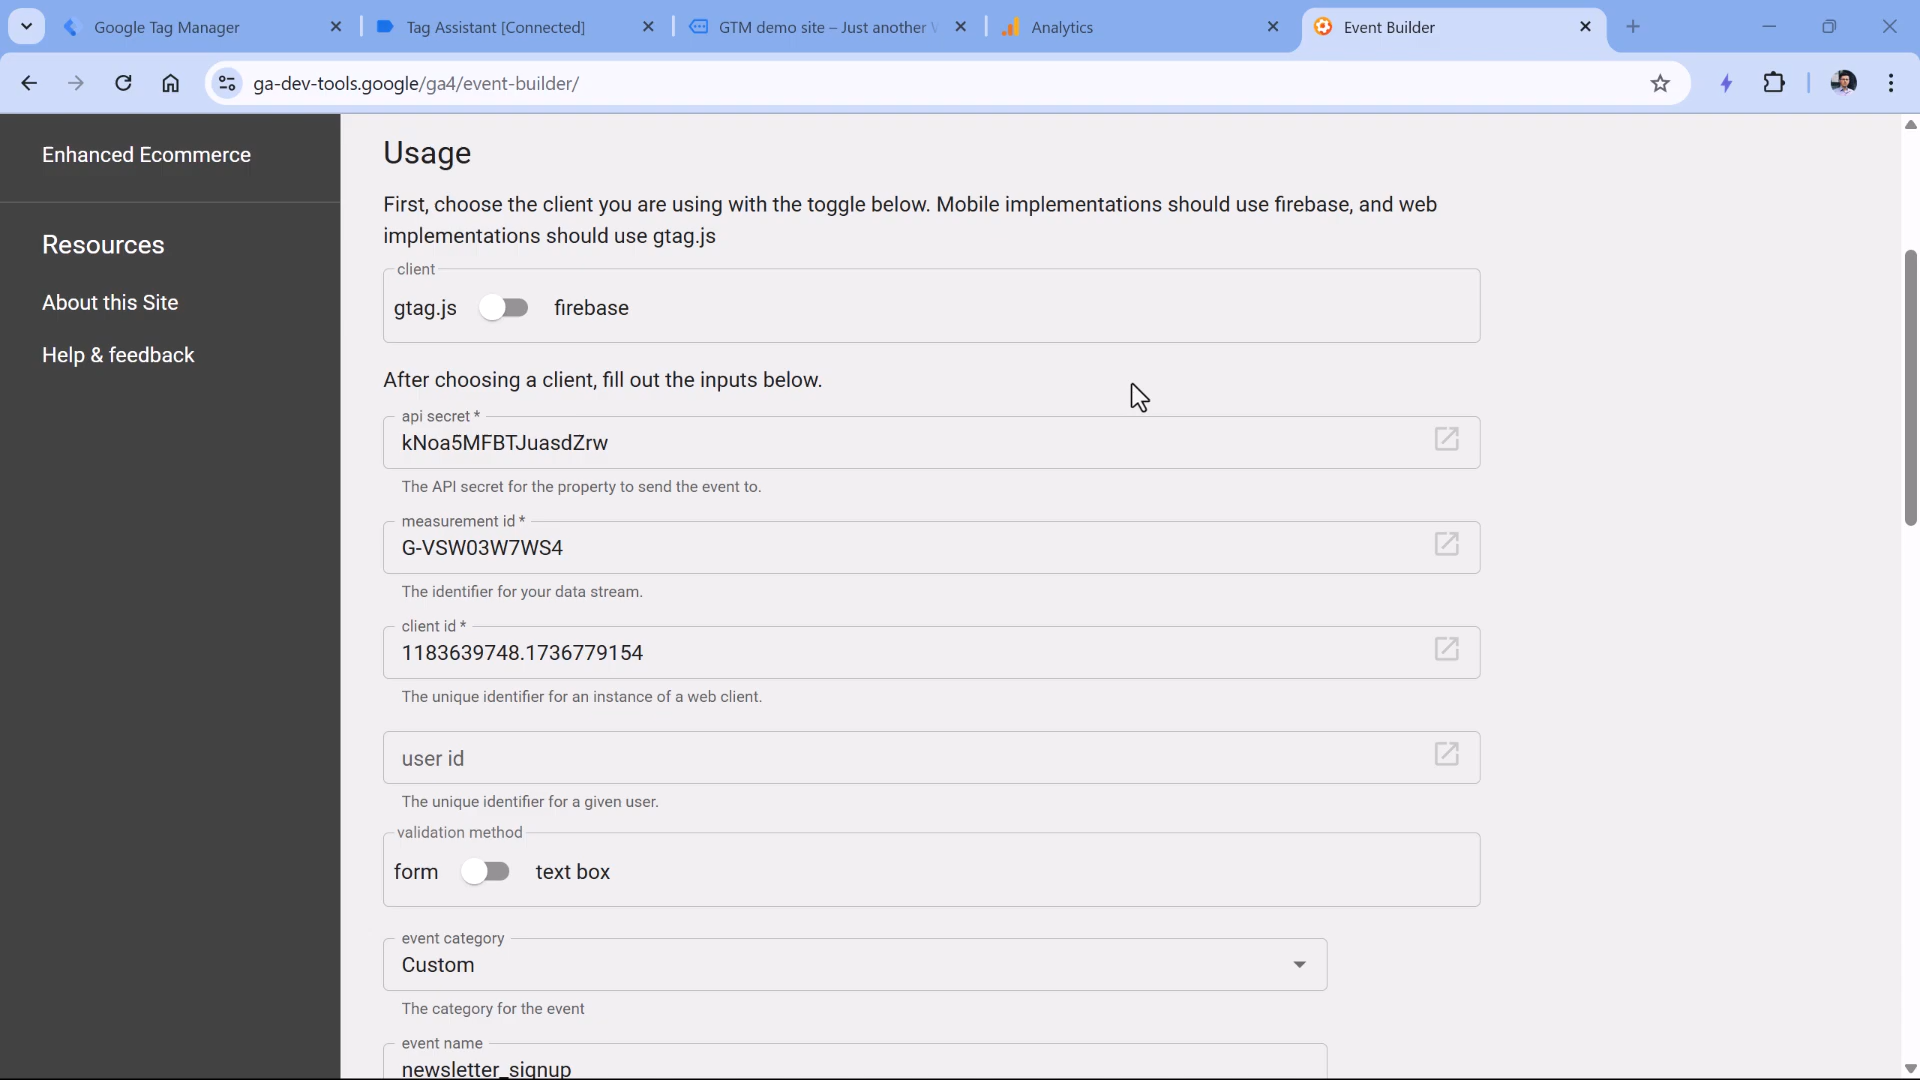 Google Tag Manager
Tag Assistant [Connected]
GTM demo site – Just another
Analytics
Event Builder
ga-dev-tools.google/ga4/event-builder/
Enhanced Ecommerce
Resources
About this Site
Help & feedback
Usage
First, choose the client you are using with the toggle below. Mobile implementations should use firebase, and web
implementations should use gtag.js
client
gtag.js firebase
After choosing a client, fill out the inputs below.
api secret *
kNoa5MFBTJuasdZrw
The API secret for the property to send the event to.
measurement id *
G-VSW03W7WS4
The identifier for your data stream.
client id *
1183639748.1736779154
The unique identifier for an instance of a web client.
user id
The unique identifier for a given user.
validation method
form text box
event category
Custom
The category for the event
event name
newsletter_signup